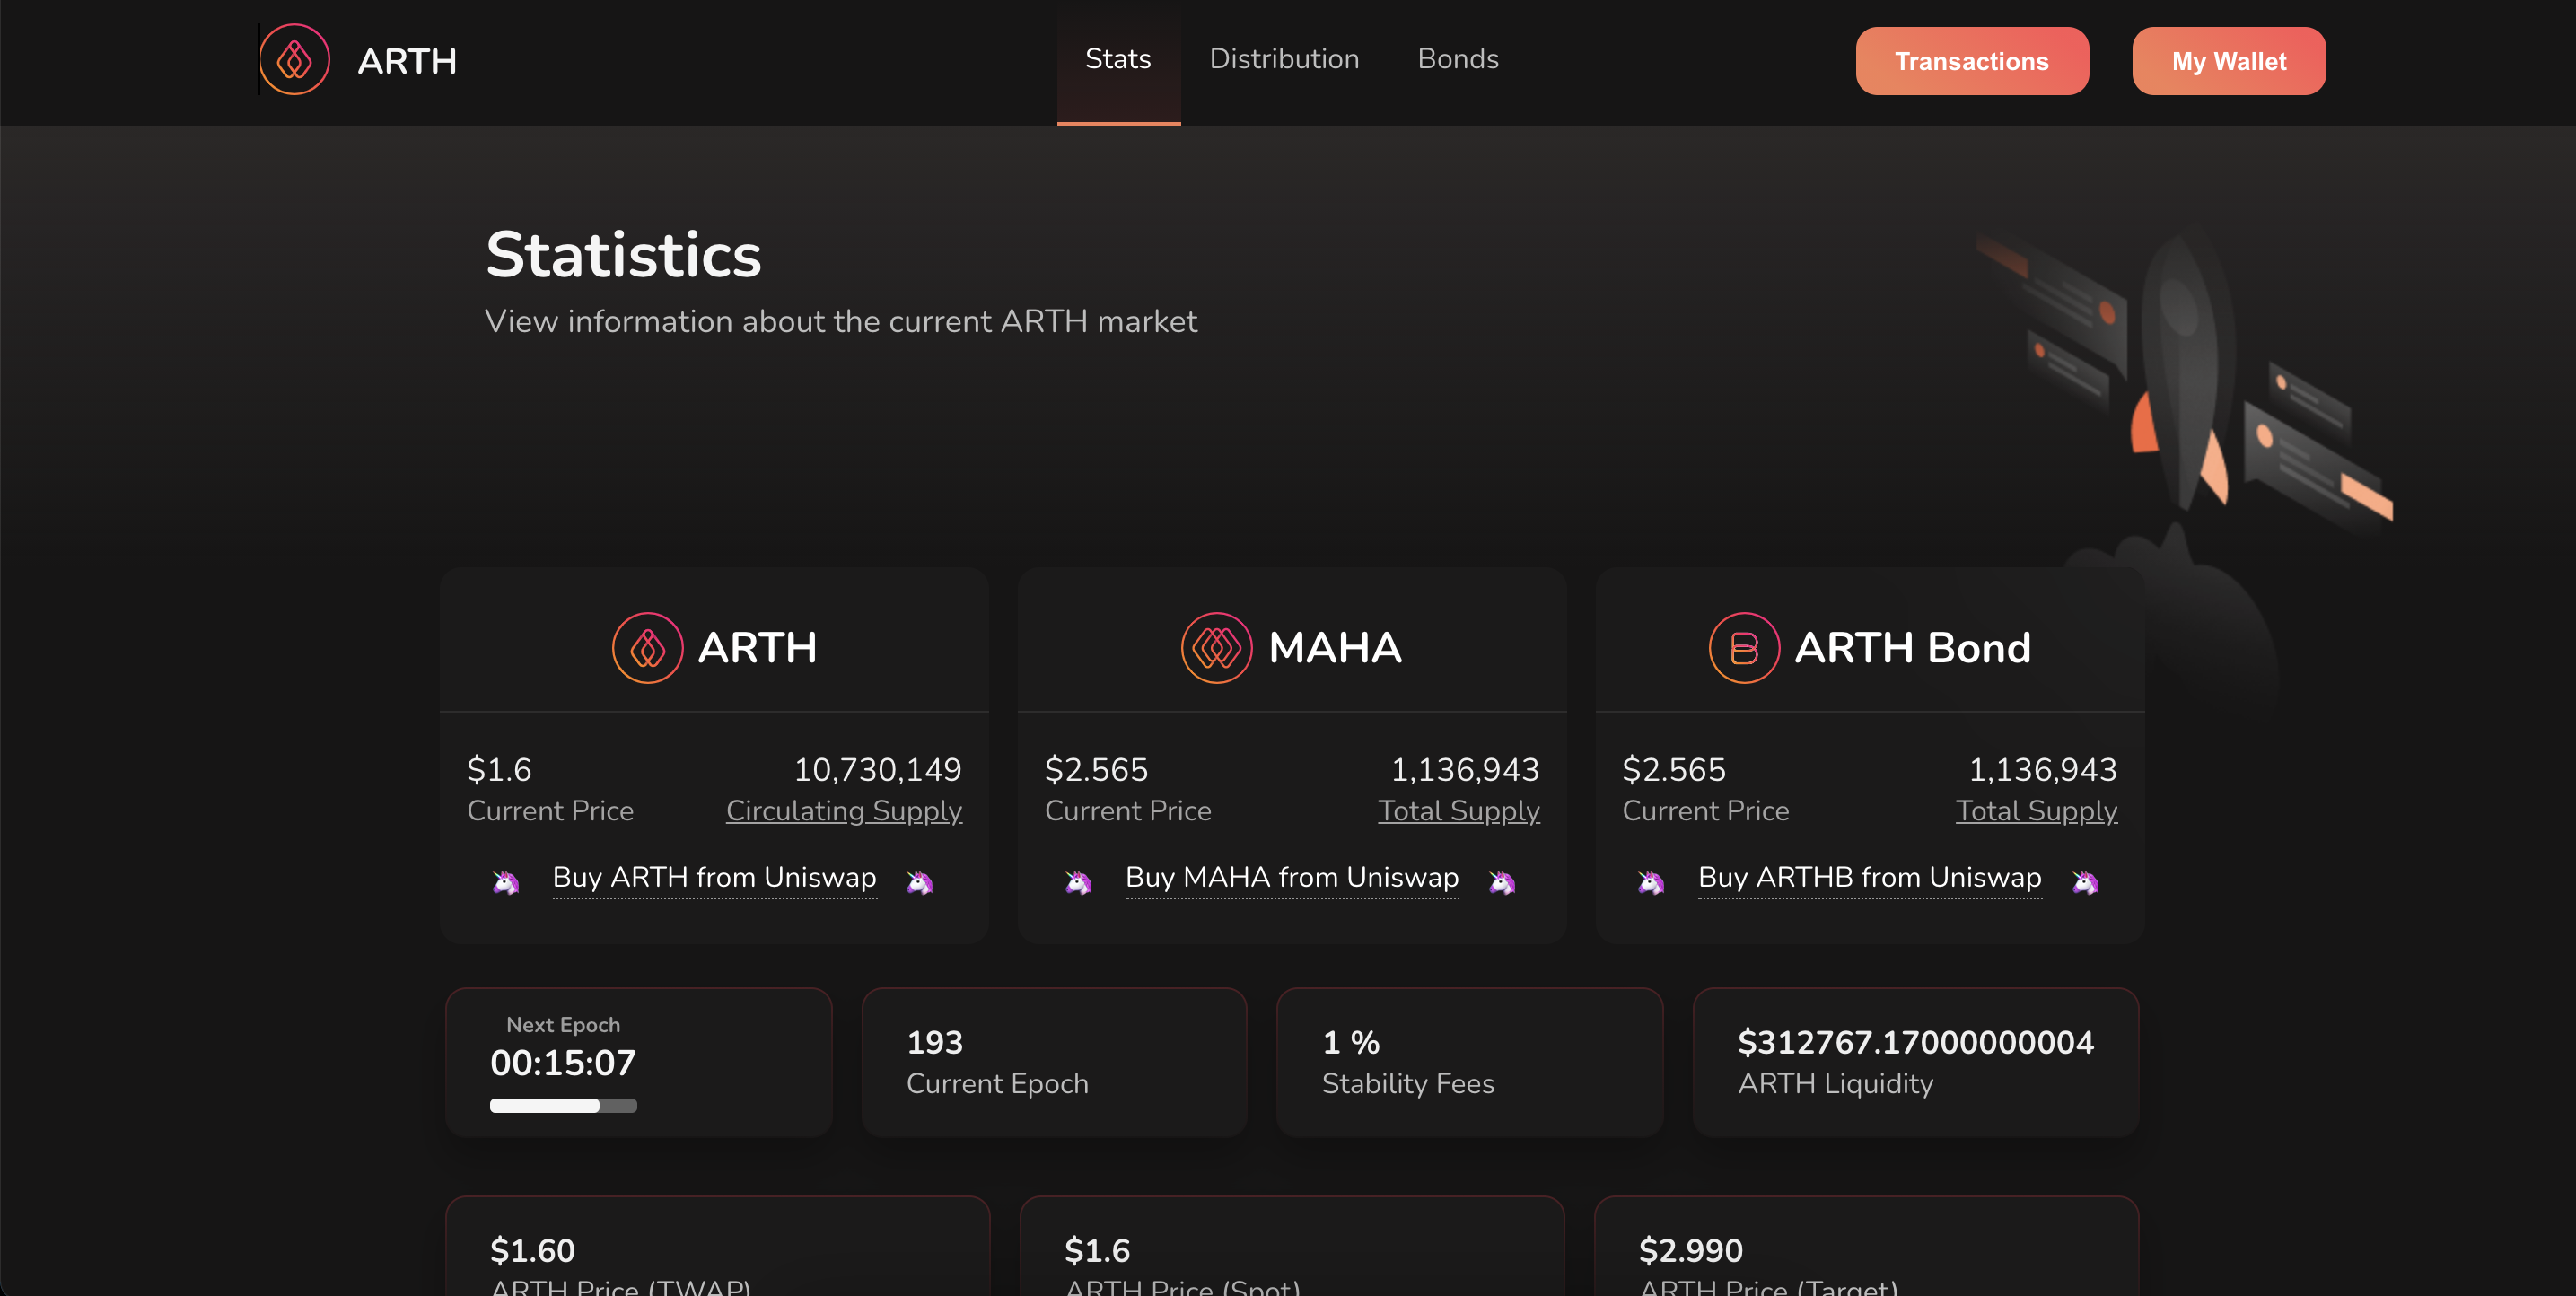 ARTH
Stats
Distribution
Bonds
Transactions
My Wallet
Statistics
View information about the current ARTH market
ARTH
$1.6
Current Price
10,730,149
Circulating Supply
Buy ARTH from Uniswap
MAHA
$2.565
Current Price
1,136,943
Total Supply
Buy MAHA from Uniswap
ARTH Bond
$2.565
Current Price
1,136,943
Total Supply
Buy ARTHB from Uniswap
Next Epoch
00:15:07
193
Current Epoch
1 %
Stability Fees
$312767.17000000004
ARTH Liquidity
$1.60
ARTH Price (TWAP)
$1.6
ARTH Price (Spot)
$2.990
ARTH Price (Target)